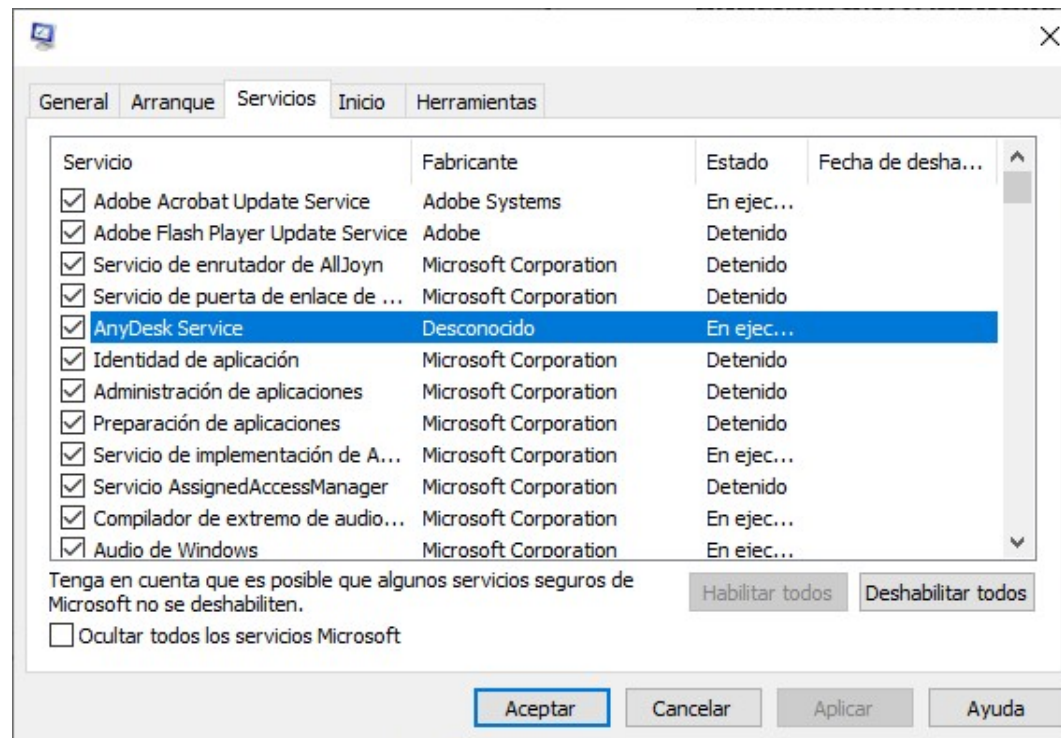 General Arranque Servicios Inicio Herramientas
Servicio Fabricante Estado Fecha de desha...
Adobe Acrobat Update Service Adobe Systems En ejec...
Adobe Flash Player Update Service Adobe Detenido
Servicio de enrutador de AllJoyn Microsoft Corporation Detenido
Servicio de puerta de enlace de ... Microsoft Corporation Detenido
AnyDesk Service Desconocido En ejec...
Identidad de aplicación Microsoft Corporation Detenido
Administración de aplicaciones Microsoft Corporation Detenido
Preparación de aplicaciones Microsoft Corporation Detenido
Servicio de implementación de A... Microsoft Corporation En ejec...
Servicio AssignedAccessManager Microsoft Corporation Detenido
Compilador de extremo de audio... Microsoft Corporation En ejec...
Audio de Windows Microsoft Corporation En ejec...
Tenga en cuenta que es posible que algunos servicios seguros de
Microsoft no se deshabiliten.
Habilitar todos Deshabilitar todos
Ocultar todos los servicios Microsoft
Aceptar Cancelar Aplicar Ayuda